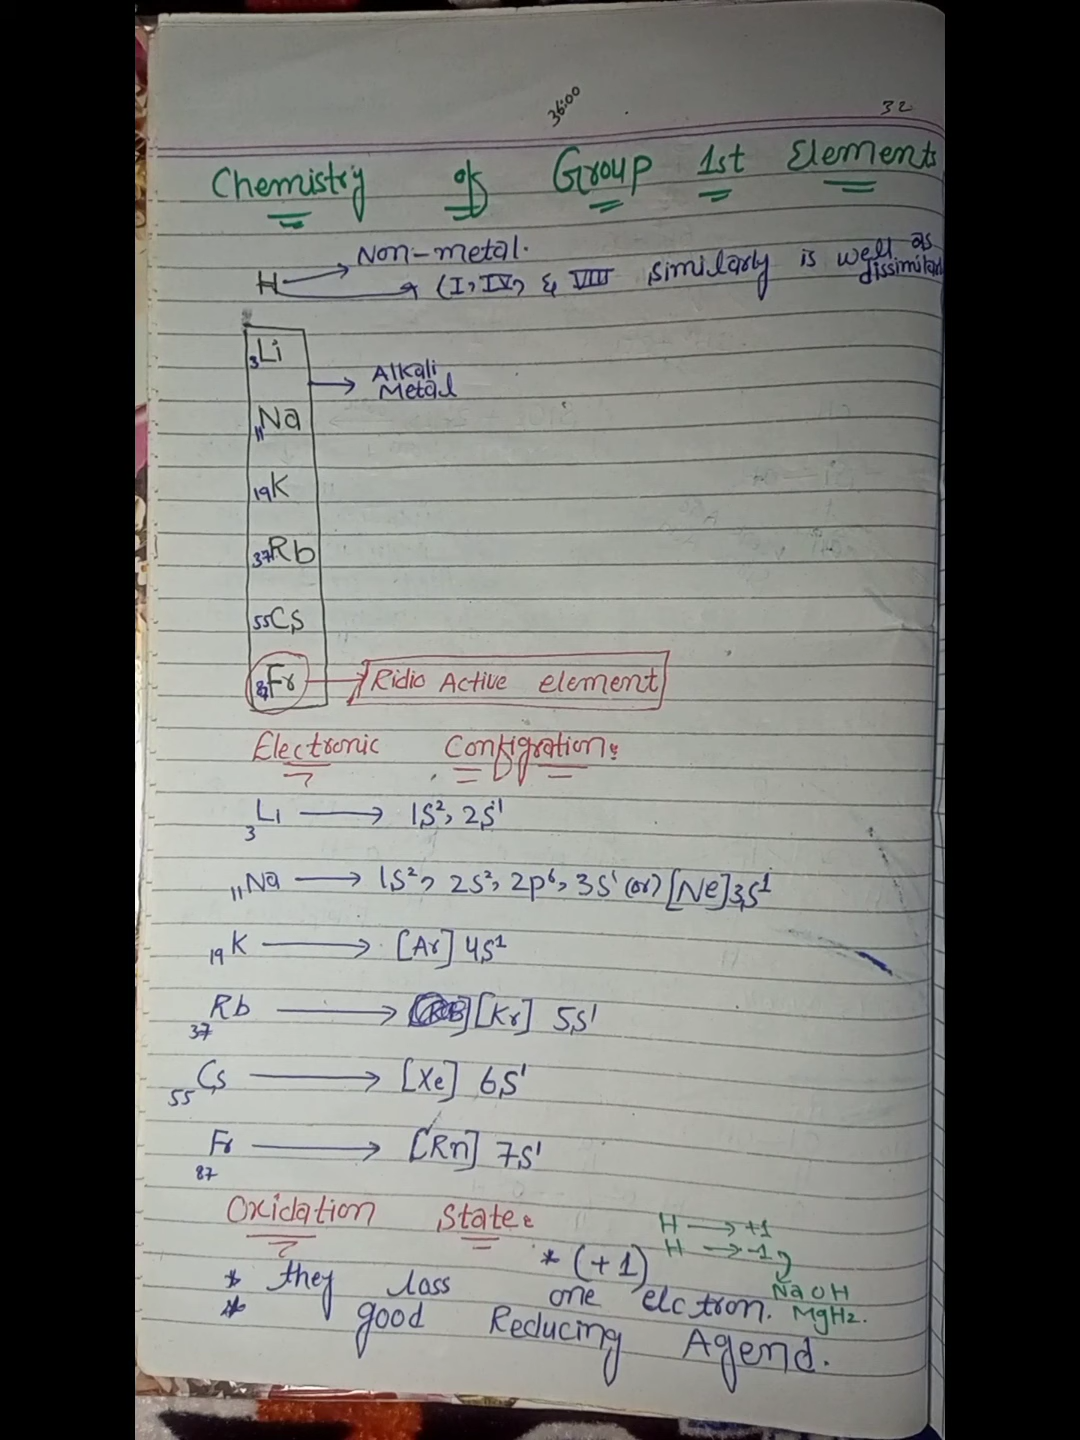 36:00
32
Chemistry of Group 1st Elements
Non-metal.
H (I, IV, & VIII similarly is well as dissimilar
3Li
Alkali
Metal
11Na
19K
37Rb
55Cs
87Fr Ridio Active element
Electronic Configration:
3Li → 1S², 2S¹
11Na → 1S², 2S², 2p⁶, 3S¹ (or) [Ne]3S¹
19K → [Ar] 4S¹
37Rb → [Kr] 5S¹
55Cs → [Xe] 6S¹
87Fr → [Rn] 7S¹
Oxidation State:
H → +1
H → -1
* (+1)
NaOH
MgH2.
* they loss one elctron.
* good Reducing Agend.